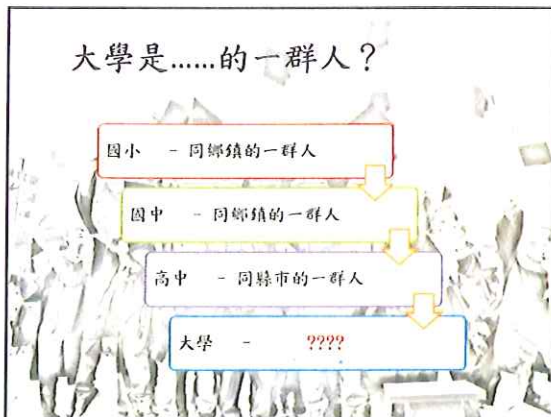 大學是......的一群人？
國小 - 同鄉鎮的一群人
國中 - 同鄉鎮的一群人
高中 - 同縣市的一群人
大學 - ????